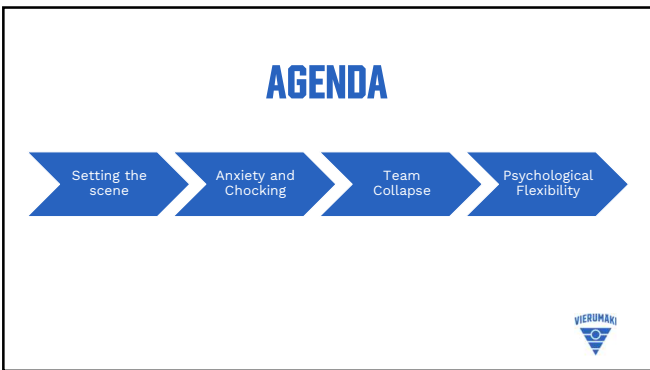 AGENDA
Setting the
scene
Anxiety and
Chocking
Team
Collapse
Psychological
Flexibility
VIERUMAKI